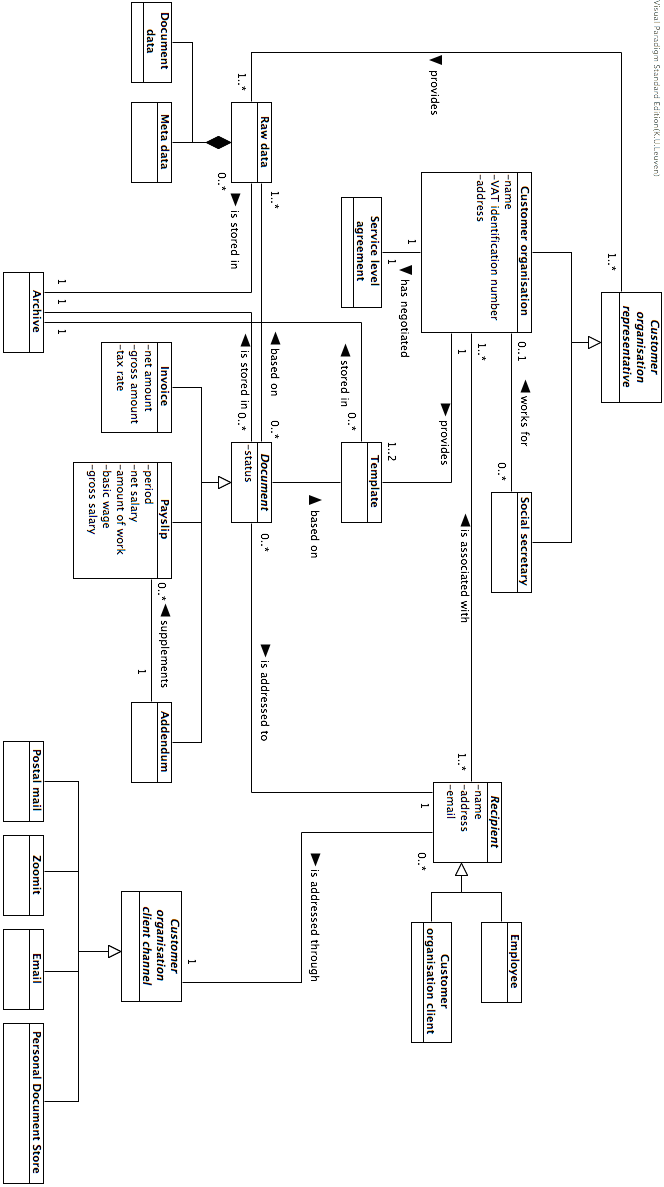 Visual Paradigm Standard Edition(K.U.Leuven)
Document
data
Meta data
Raw data
1..*
0..*
1..*
is stored in
provides
Customer organisation
-name
-VAT identification number
-address
Service level
agreement
1
1
has negotiated
1..*
Customer
organisation
representative
0..1
works for
0..*
Social secretary
1..*
1
provides
is associated with
1..*
Archive
1
1
1
is stored in
0..*
based on
0..*
stored in
0..*
1..2
Template
based on
Document
-status
0..*
is addressed to
1
Invoice
-net amount
-gross amount
-tax rate
Payslip
-period
-net salary
-amount of work
-basic wage
-gross salary
0..*
supplements
1
Addendum
Recipient
-name
-address
-email
0..*
is addressed through
1
Employee
Customer
organisation client
Customer
organisation
client channel
Postal mail
Zoomit
Email
Personal Document Store